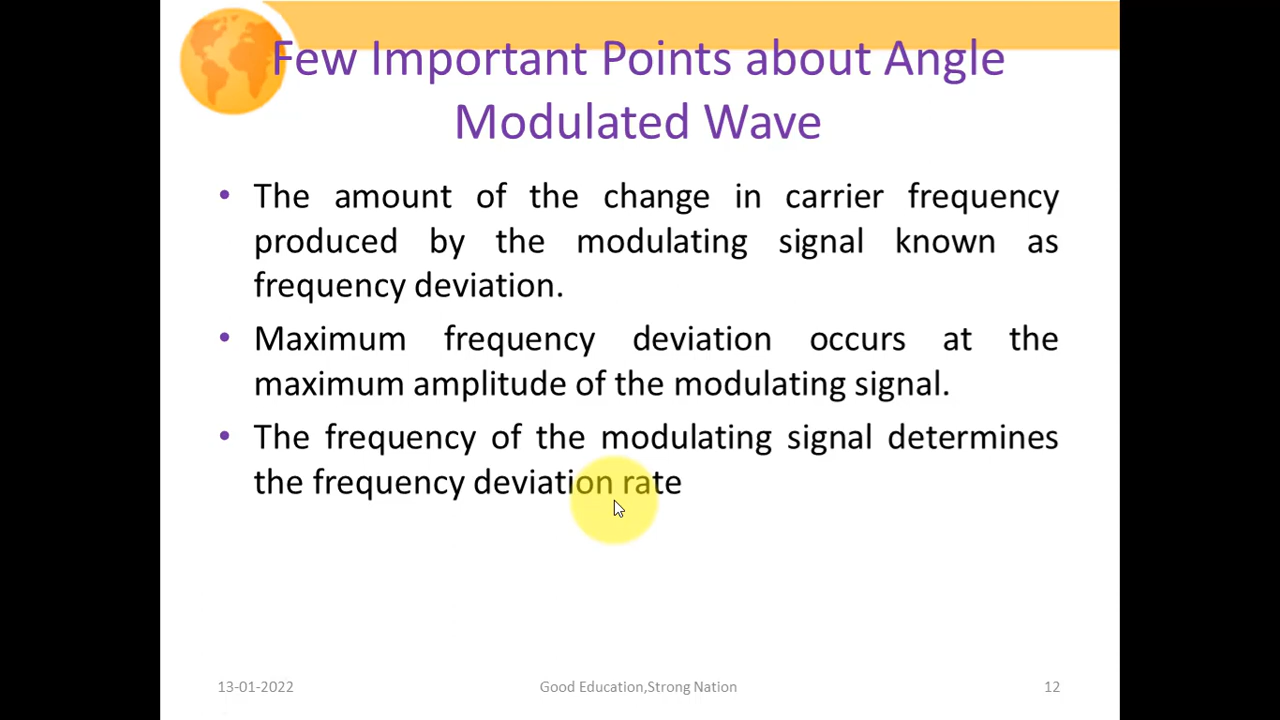 Few Important Points about Angle
Modulated Wave
• The amount of the change in carrier frequency
produced by the modulating signal known as
frequency deviation.
• Maximum frequency deviation occurs at the
maximum amplitude of the modulating signal.
• The frequency of the modulating signal determines
the frequency deviation rate
13-01-2022
Good Education,Strong Nation
12